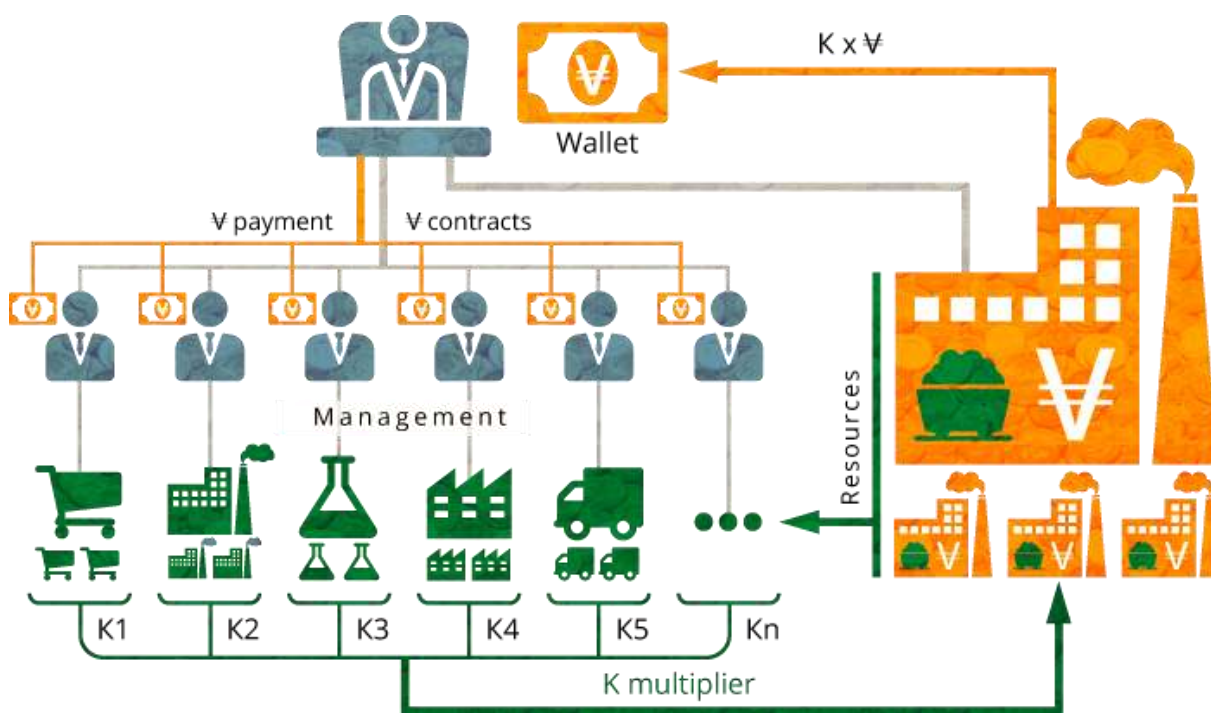 K x ₩
Wallet
₩ payment
₩ contracts
Management
Resources
K1
K2
K3
K4
K5
Kn
K multiplier